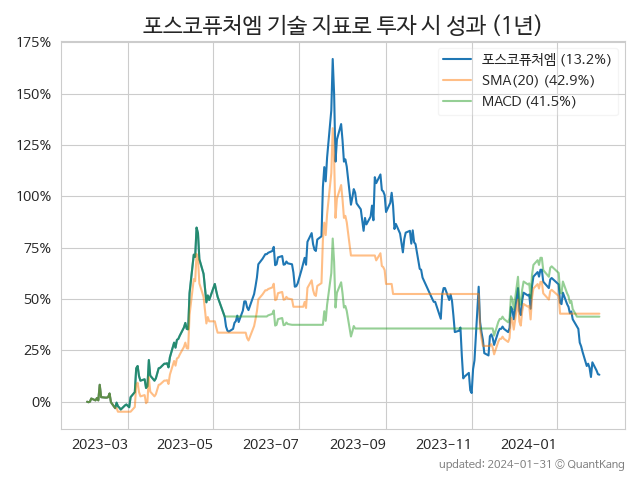 포스코퓨처엠 기술 지표로 투자 시 성과 (1년)
175%
150%
125%
100%
75%
50%
25%
0%
포스코퓨처엠 (13.2%)
SMA(20) (42.9%)
MACD (41.5%)
2023-03 2023-05 2023-07 2023-09 2023-11 2024-01
updated: 2024-01-31 © QuantKang